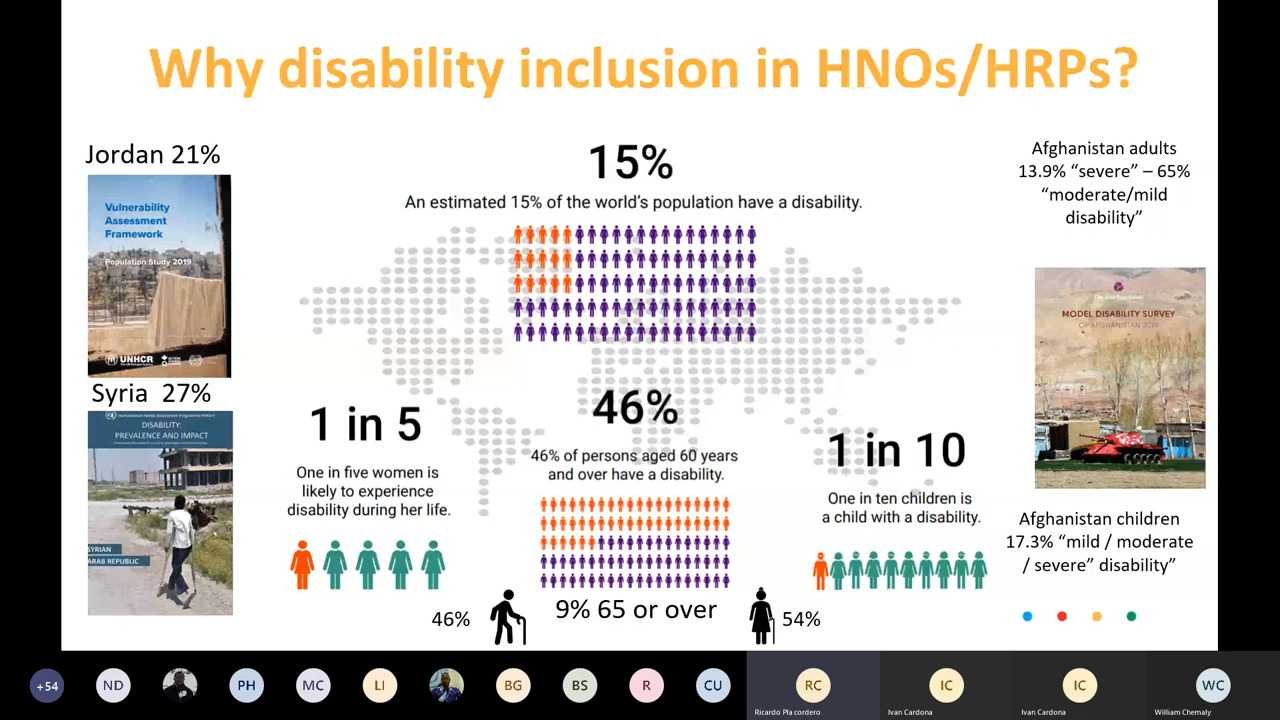 Why disability inclusion in HNOs/HRPs?
Jordan 21%
Vulnerability
Assessment
Framework
Population Study 2019
UNHCR
Syria 27%
DISABILITY:
PREVALENCE AND IMPACT
SYRIAN
ARAB REPUBLIC
15%
An estimated 15% of the world's population have a disability.
1 in 5
One in five women is
likely to experience
disability during her life.
46%
46% of persons aged 60 years
and over have a disability.
46%
9% 65 or over
54%
1 in 10
One in ten children is
a child with a disability.
Afghanistan adults
13.9% “severe” – 65%
“moderate/mild
disability”
The Asia Foundation
MODEL DISABILITY SURVEY
OF AFGHANISTAN 2019
Afghanistan children
17.3% “mild / moderate
/ severe” disability”
+54
ND
PH
MC
LI
BG
BS
R
CU
RC
Ricardo Pla cordero
IC
Ivan Cardona
IC
Ivan Cardona
WC
William Chemaly